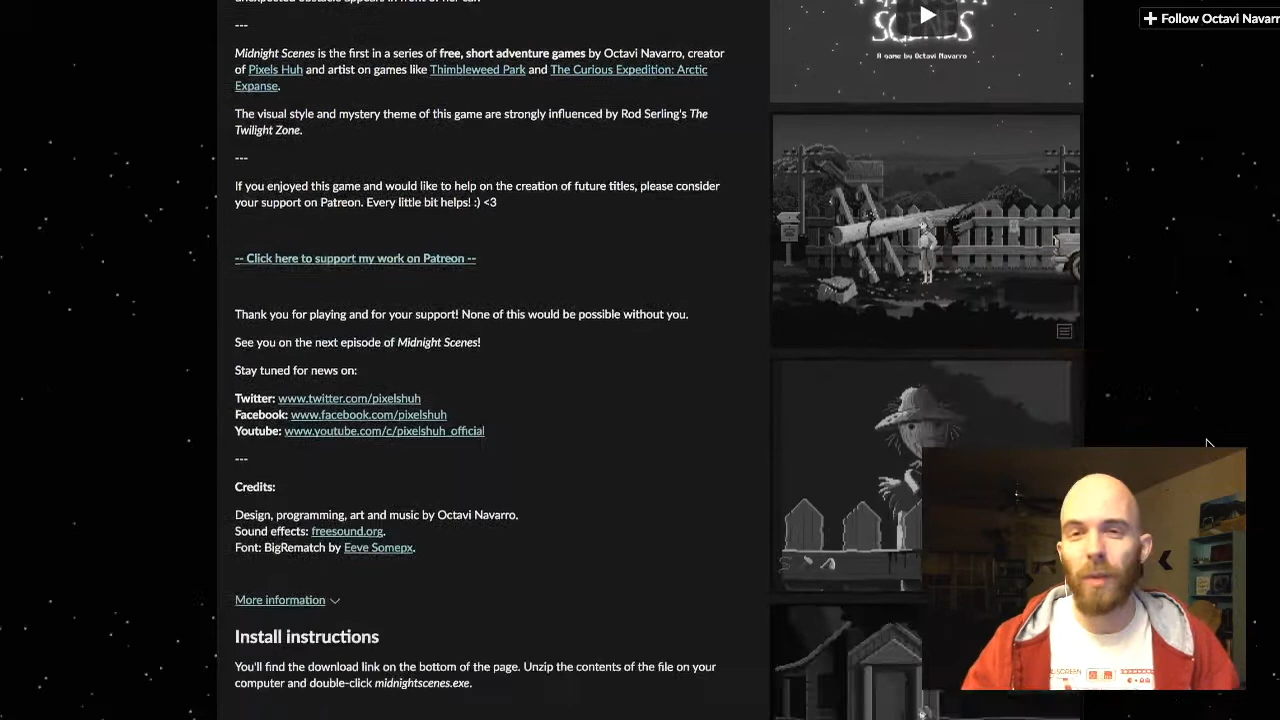 Follow Octavi Navarr
SCENES
A game by Octavi Navarro
---
Midnight Scenes is the first in a series of free, short adventure games by Octavi Navarro, creator
of Pixels Huh and artist on games like Thimbleweed Park and The Curious Expedition: Arctic
Expanse.
The visual style and mystery theme of this game are strongly influenced by Rod Serling's The
Twilight Zone.
---
If you enjoyed this game and would like to help on the creation of future titles, please consider
your support on Patreon. Every little bit helps! :) <3
-- Click here to support my work on Patreon --
Thank you for playing and for your support! None of this would be possible without you.
See you on the next episode of Midnight Scenes!
Stay tuned for news on:
Twitter: www.twitter.com/pixelshuh
Facebook: www.facebook.com/pixelshuh
Youtube: www.youtube.com/c/pixelshuh_official
---
Credits:
Design, programming, art and music by Octavi Navarro.
Sound effects: freesound.org.
Font: BigRematch by Eeve Somepx.
More information
Install instructions
You'll find the download link on the bottom of the page. Unzip the contents of the file on your
computer and double-click midnightscenes.exe.